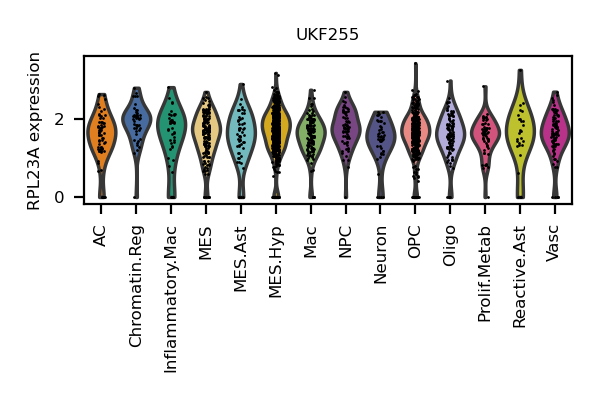 UKF255
RPL23A expression
2
0
AC
Chromatin.Reg
Inflammatory.Mac
MES
MES.Ast
MES.Hyp
Mac
NPC
Neuron
OPC
Oligo
Prolif.Metab
Reactive.Ast
Vasc